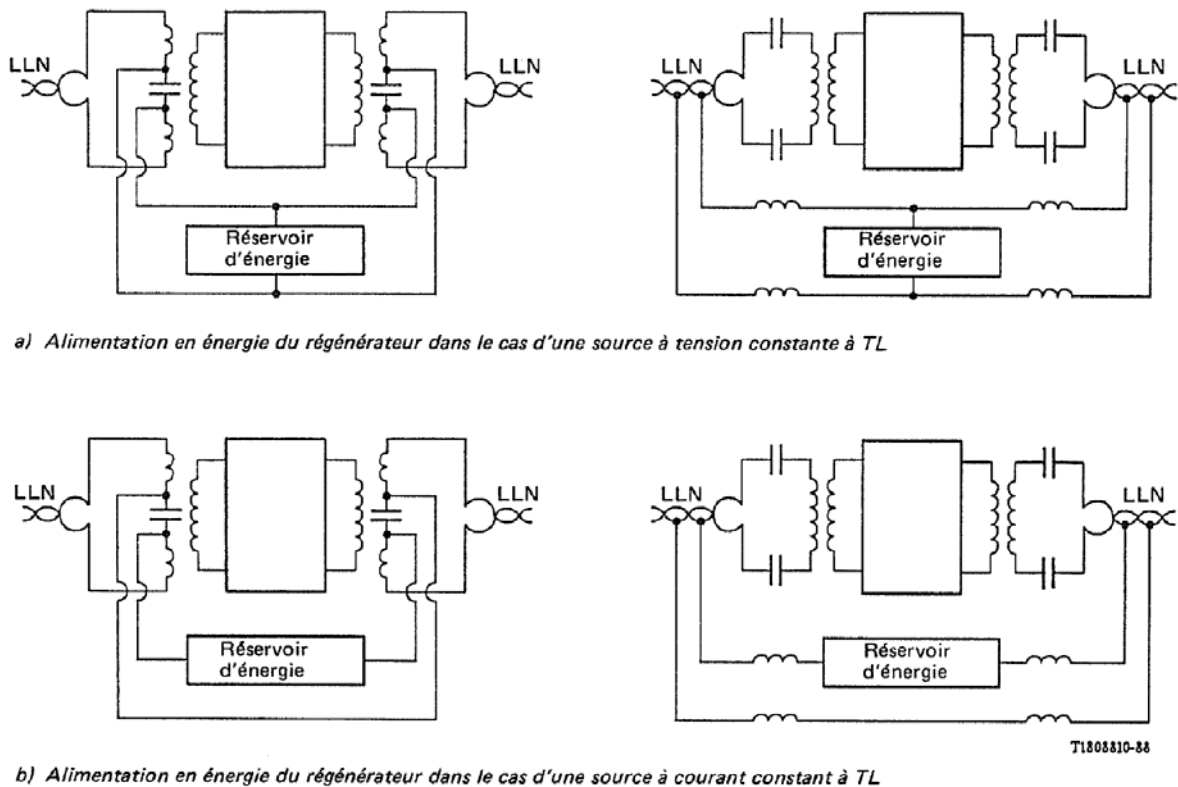 LLN
LLN
LLN
LLN
Réservoir
d'énergie
Réservoir
d'énergie
a) Alimentation en énergie du régénérateur dans le cas d'une source à tension constante à TL
LLN
LLN
LLN
LLN
Réservoir
d'énergie
Réservoir
d'énergie
T1808810-88
b) Alimentation en énergie du régénérateur dans le cas d'une source à courant constant à TL